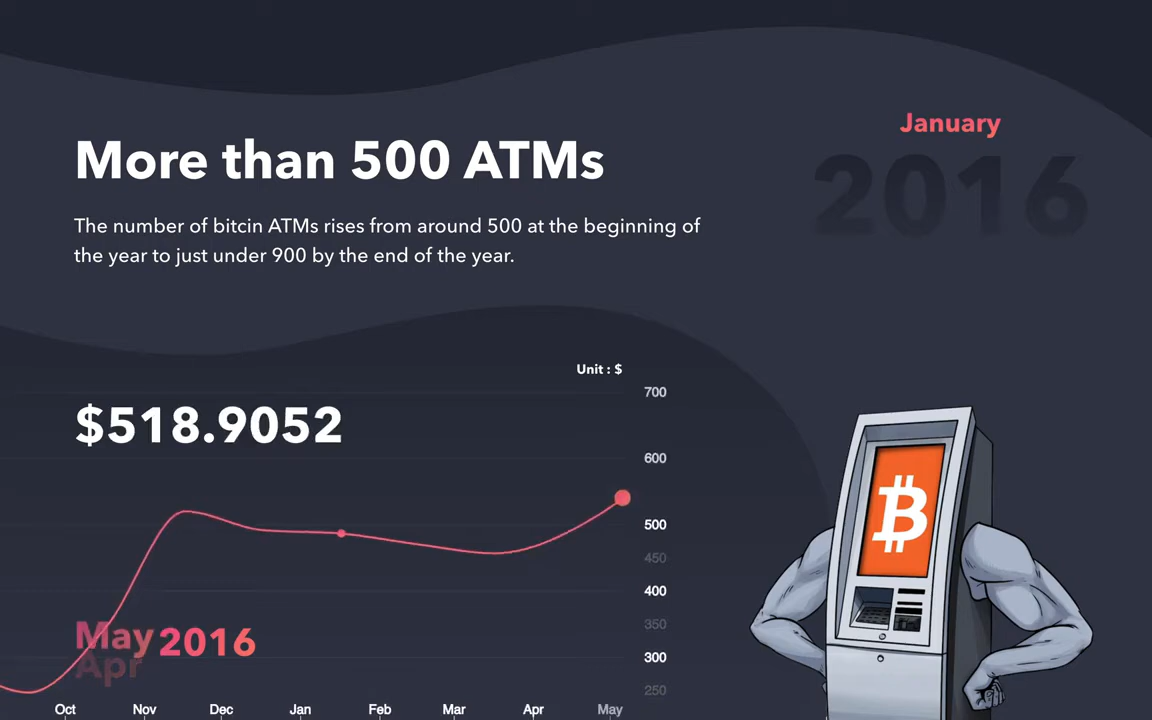 January
2016
More than 500 ATMs
The number of bitcin ATMs rises from around 500 at the beginning of
the year to just under 900 by the end of the year.
Unit : $
700
$518.9052
600
500
450
400
350
300
250
May 2016
Apr
Oct Nov Dec Jan Feb Mar Apr May